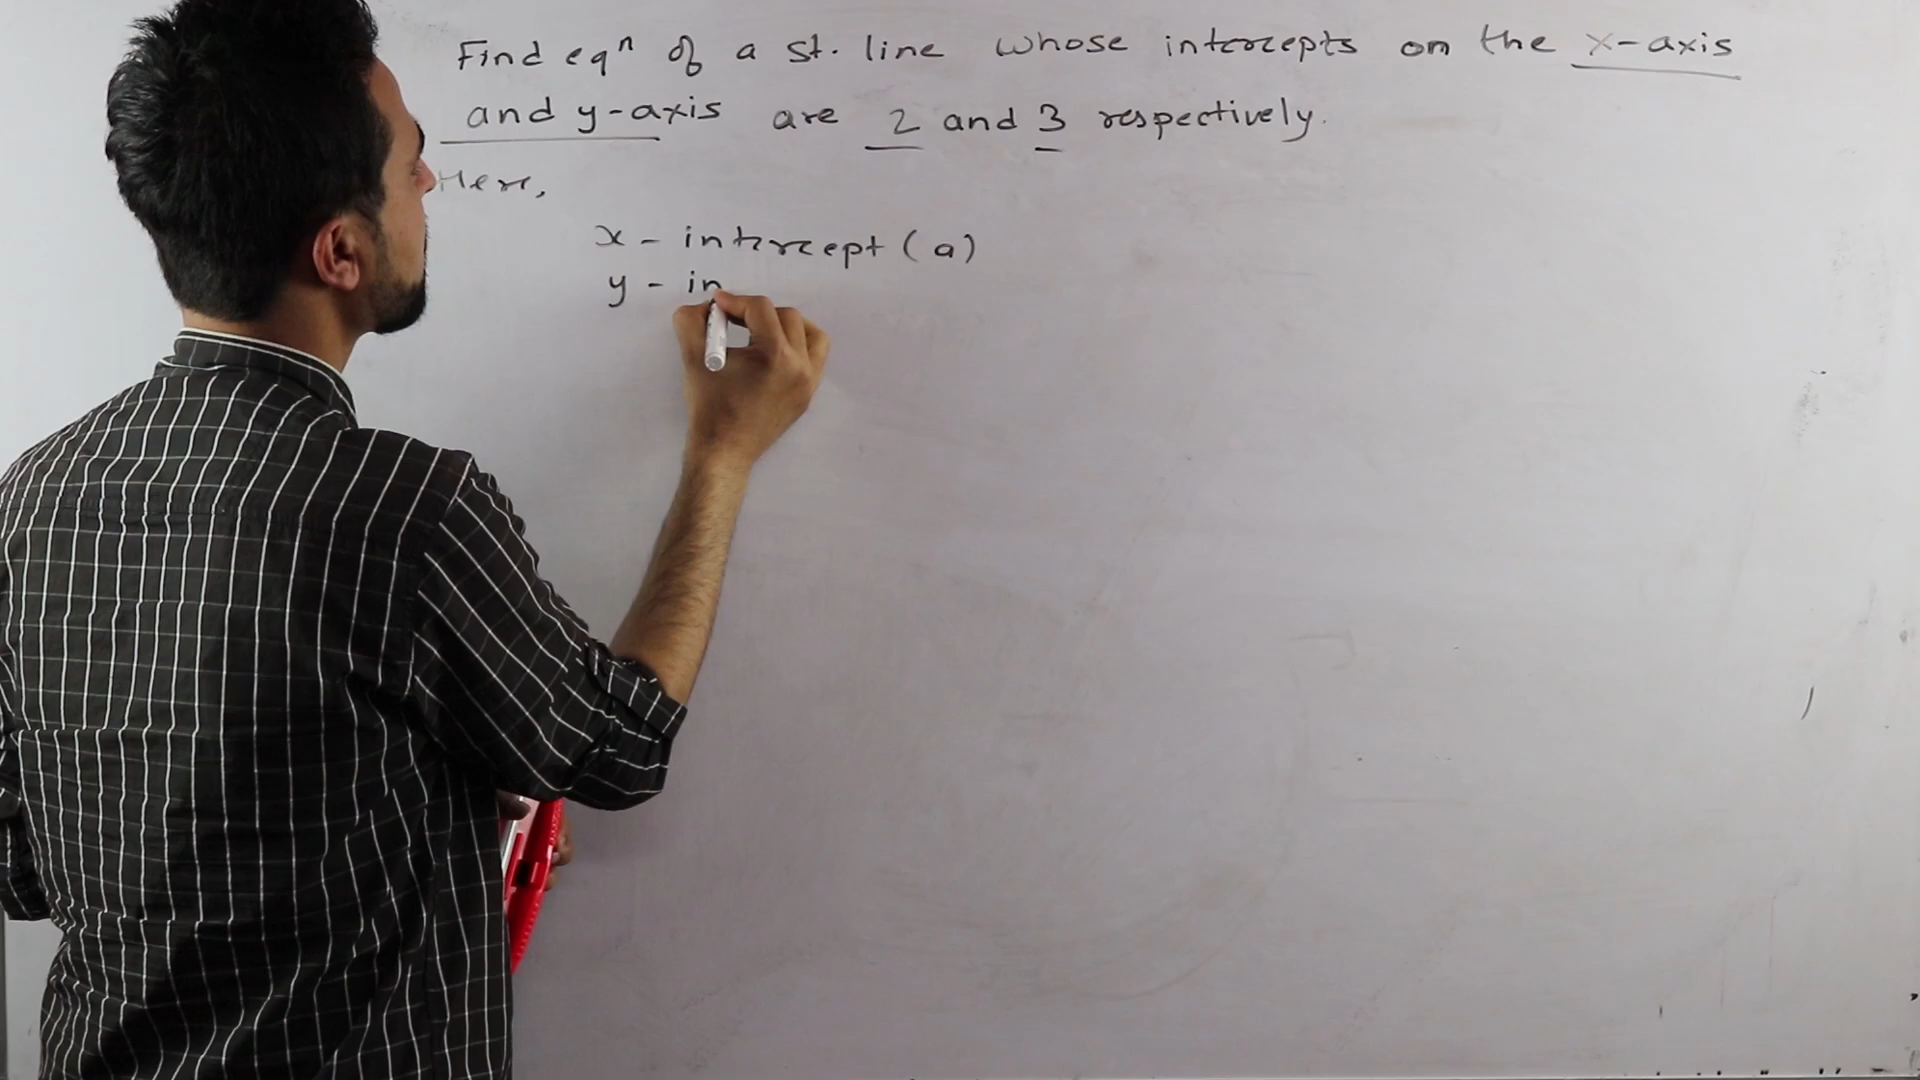 Find eqⁿ of a st. line whose intercepts on the x-axis
and y-axis are 2 and 3 respectively.
Here,
x - intercept (a)
y - in